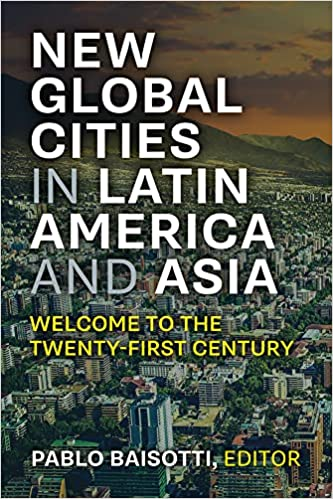 NEW
GLOBAL
CITIES
IN LATIN
AMERICA
AND ASIA
WELCOME TO THE
TWENTY-FIRST CENTURY
PABLO BAISOTTI, EDITOR